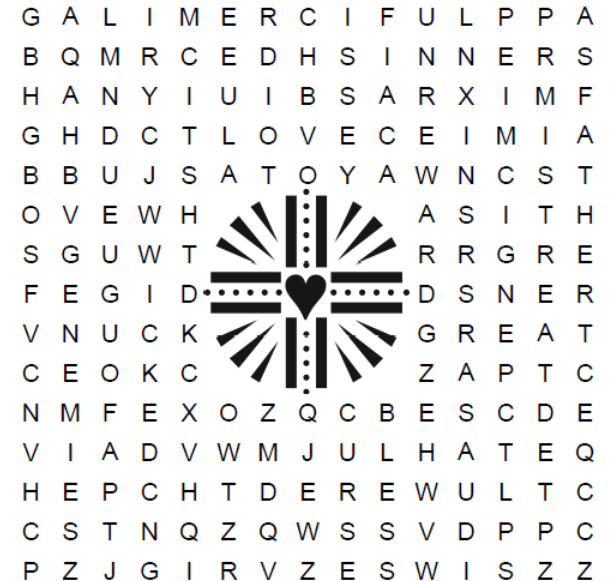 G A L I M E R C I F U L P P A
B Q M R C E D H S I N N E R S
H A N Y I U I B S A R X I M F
G H D C T L O V E C E I M I A
B B U J S A T O Y A W N C S T
O V E W H A S I T H
S G U W T R R G R E
F E G I D D S N E R
V N U C K G R E A T
C E O K C Z A P T C
N M F E X O Z Q C B E S C D E
V I A D V W M J U L H A T E Q
H E P C H T D E R E W U L T C
C S T N Q Z Q W S S V D P P C
P Z J G I R V Z E S W I S Z Z